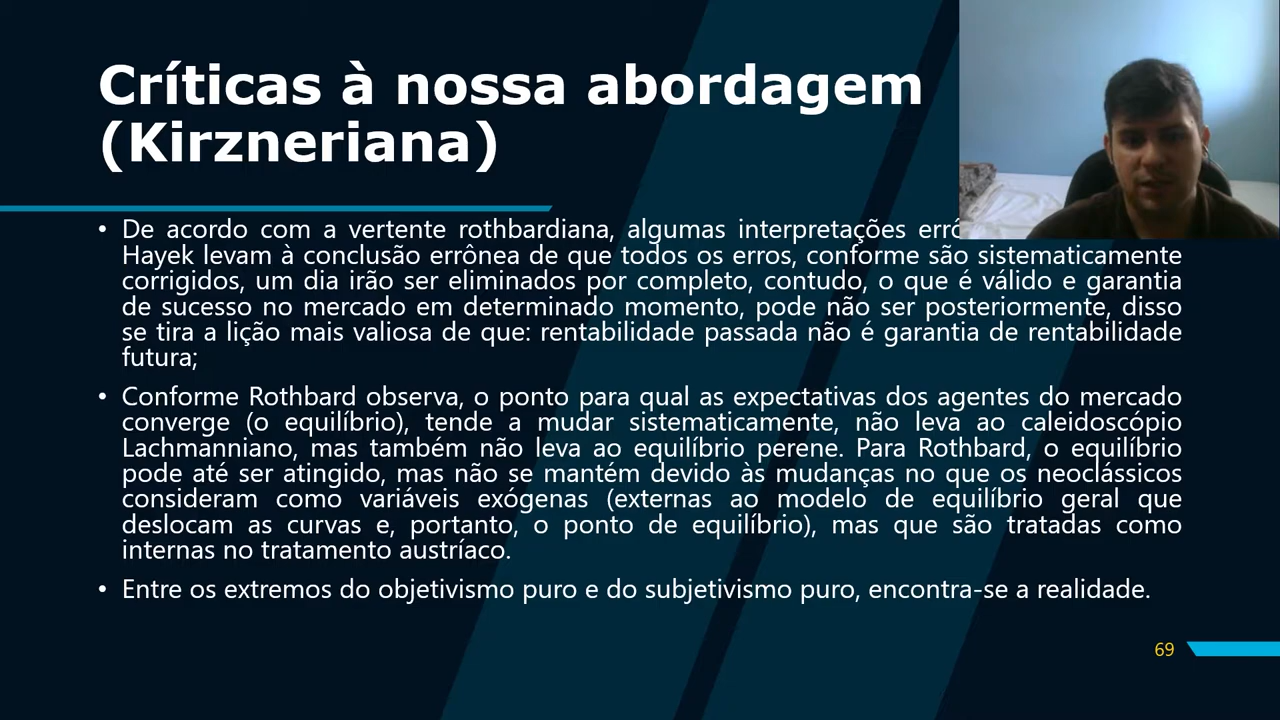 Críticas à nossa abordagem
(Kirzneriana)
• De acordo com a vertente rothbardiana, algumas interpretações
Hayek levam à conclusão errônea de que todos os erros, conforme são sistematicamente
corrigidos, um dia irão ser eliminados por completo, contudo, o que é válido e garantia
de sucesso no mercado em determinado momento, pode não ser posteriormente, disso
se tira a lição mais valiosa de que: rentabilidade passada não é garantia de rentabilidade
futura;
• Conforme Rothbard observa, o ponto para qual as expectativas dos agentes do mercado
converge (o equilíbrio), tende a mudar sistematicamente, não leva ao caleidoscópio
Lachmanniano, mas também não leva ao equilíbrio perene. Para Rothbard, o equilíbrio
pode até ser atingido, mas não se mantém devido às mudanças no que os neoclássicos
consideram como variáveis exógenas (externas ao modelo de equilíbrio geral que
deslocam as curvas e, portanto, o ponto de equilíbrio), mas que são tratadas como
internas no tratamento austríaco.
• Entre os extremos do objetivismo puro e do subjetivismo puro, encontra-se a realidade.
69